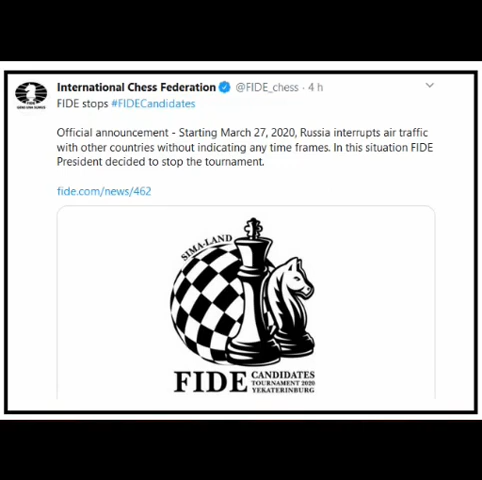 International Chess Federation @FIDE_chess · 4 h
FIDE stops #FIDECandidates
Official announcement - Starting March 27, 2020, Russia interrupts air traffic
with other countries without indicating any time frames. In this situation FIDE
President decided to stop the tournament.
fide.com/news/462
SIMA-LAND
FIDE CANDIDATES
TOURNAMENT 2020
YEKATERINBURG